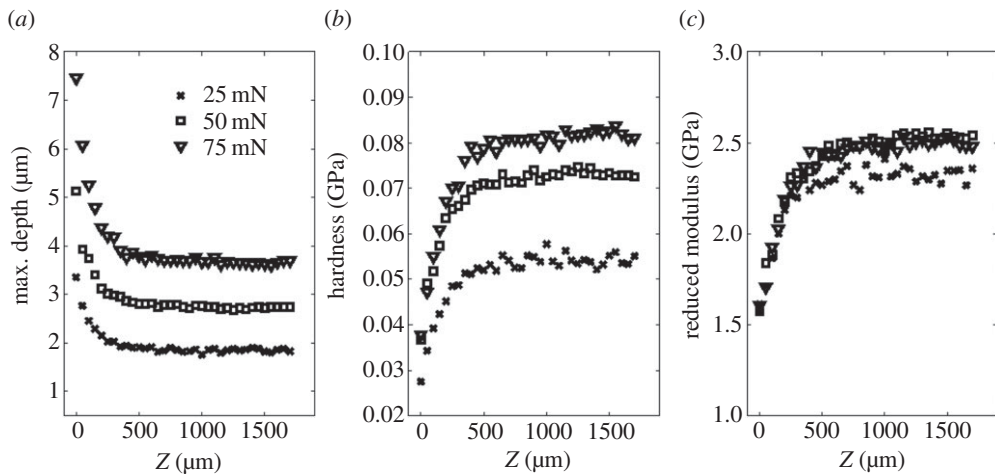 (a)
max. depth (μm)
8
7
6
5
4
3
2
1
25 mN
50 mN
75 mN
0 500 1000 1500
Z (μm)
(b)
hardness (GPa)
0.10
0.09
0.08
0.07
0.06
0.05
0.04
0.03
0.02
0 500 1000 1500
Z (μm)
(c)
reduced modulus (GPa)
3.0
2.5
2.0
1.5
1.0
0 500 1000 1500
Z (μm)